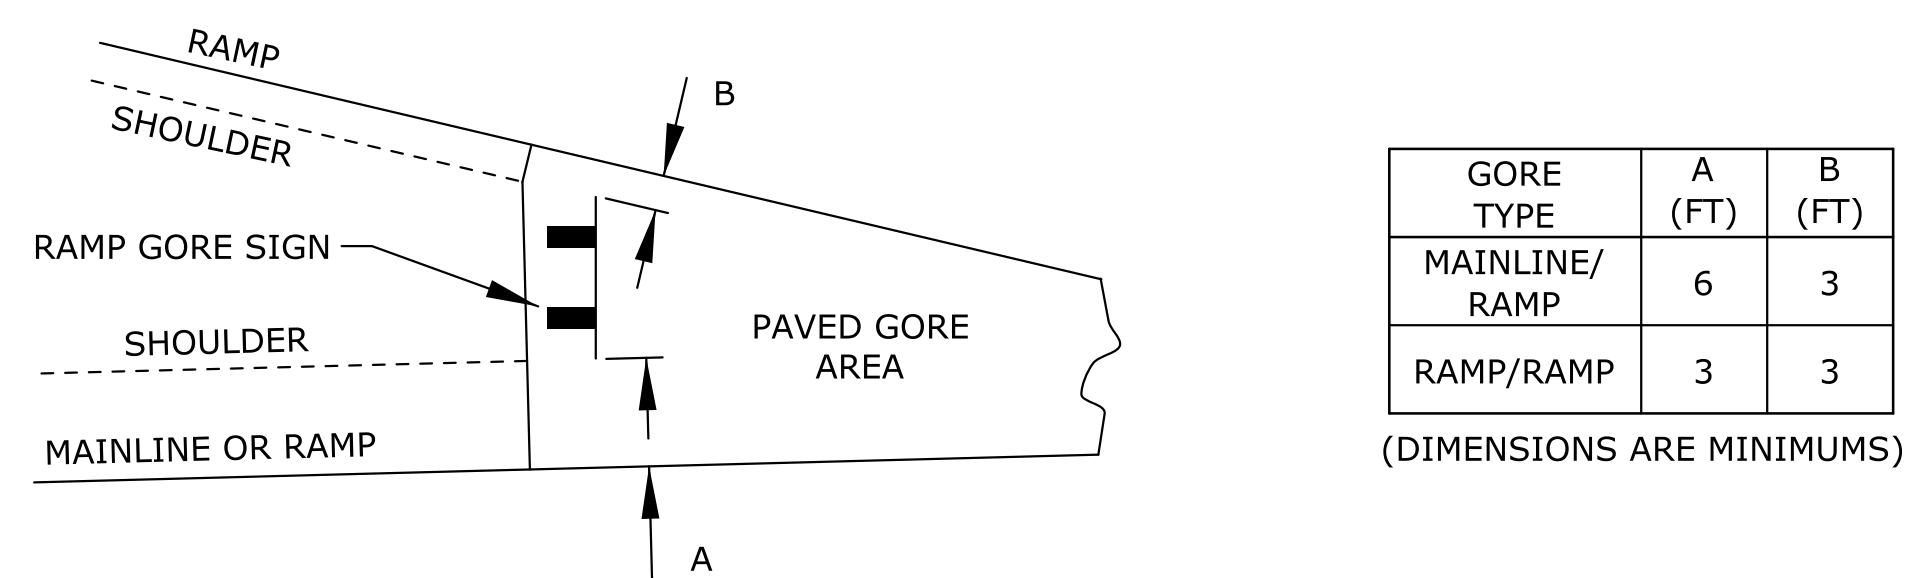 RAMP
SHOULDER
B
RAMP GORE SIGN
SHOULDER
PAVED GORE
AREA
MAINLINE OR RAMP
A
GORE
TYPE
A
(FT)
B
(FT)
MAINLINE/
RAMP
6
3
RAMP/RAMP
3
3
(DIMENSIONS ARE MINIMUMS)